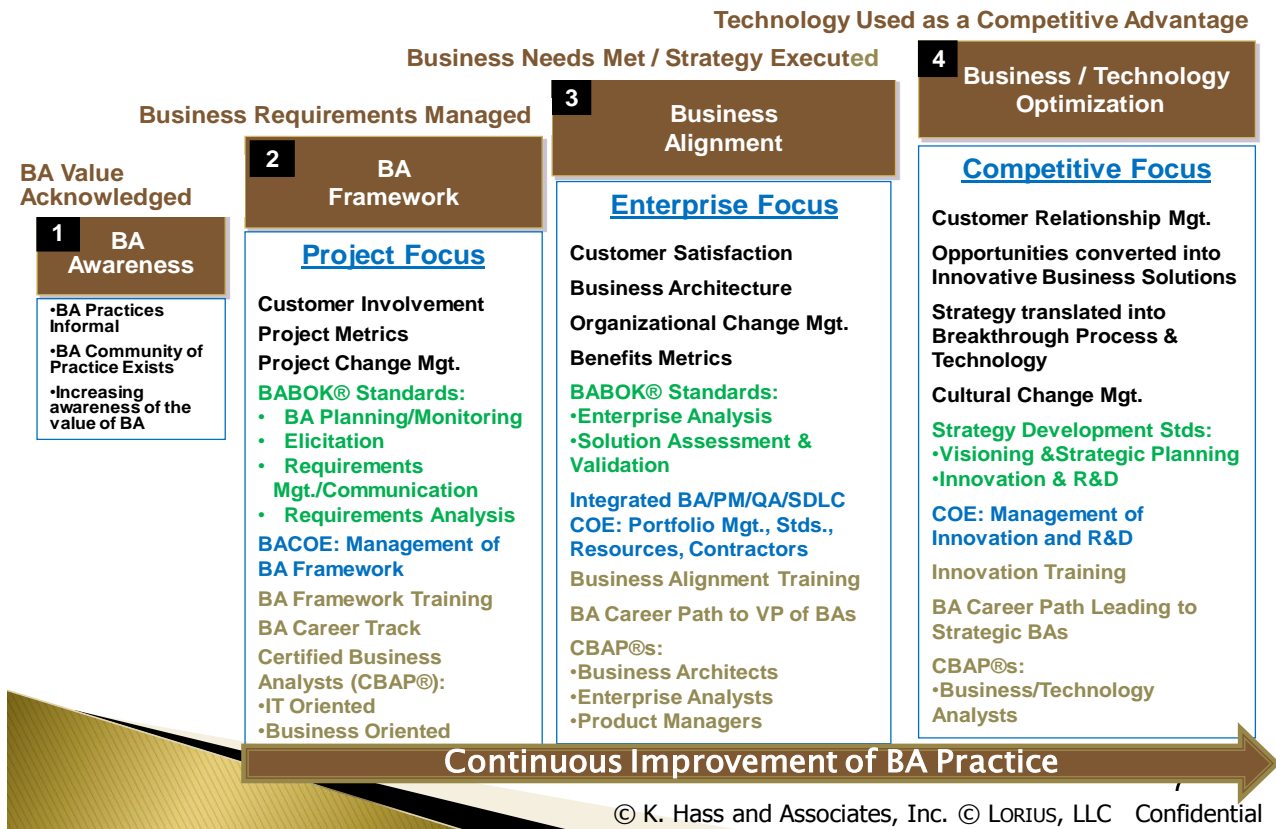 Technology Used as a Competitive Advantage
Business Needs Met / Strategy Executed
Business Requirements Managed
BA Value
Acknowledged
1
BA
Awareness
•BA Practices
Informal
•BA Community of
Practice Exists
•Increasing
awareness of the
value of BA
2
BA
Framework
Project Focus
Customer Involvement
Project Metrics
Project Change Mgt.
BABOK® Standards:
• BA Planning/Monitoring
• Elicitation
• Requirements
Mgt./Communication
• Requirements Analysis
BACOE: Management of
BA Framework
BA Framework Training
BA Career Track
Certified Business
Analysts (CBAP®):
•IT Oriented
•Business Oriented
3
Business
Alignment
Enterprise Focus
Customer Satisfaction
Business Architecture
Organizational Change Mgt.
Benefits Metrics
BABOK® Standards:
•Enterprise Analysis
•Solution Assessment &
Validation
Integrated BA/PM/QA/SDLC
COE: Portfolio Mgt., Stds.,
Resources, Contractors
Business Alignment Training
BA Career Path to VP of BAs
CBAP®s:
•Business Architects
•Enterprise Analysts
•Product Managers
4
Business / Technology
Optimization
Competitive Focus
Customer Relationship Mgt.
Opportunities converted into
Innovative Business Solutions
Strategy translated into
Breakthrough Process &
Technology
Cultural Change Mgt.
Strategy Development Stds:
•Visioning &Strategic Planning
•Innovation & R&D
COE: Management of
Innovation and R&D
Innovation Training
BA Career Path Leading to
Strategic BAs
CBAP®s:
•Business/Technology
Analysts
Continuous Improvement of BA Practice
© K. Hass and Associates, Inc. © LORIUS, LLC Confidential